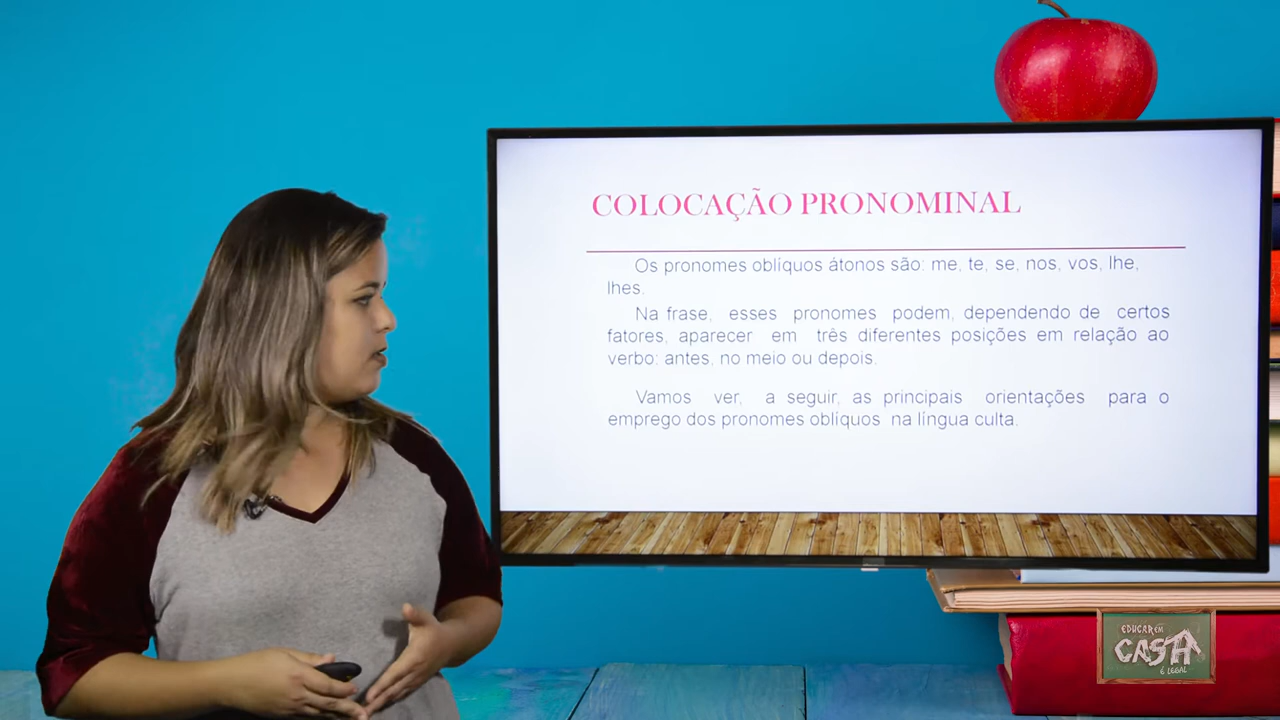 COLOCAÇÃO PRONOMINAL
Os pronomes oblíquos átonos são: me, te, se, nos, vos, lhe,
lhes.
Na frase, esses pronomes podem, dependendo de certos
fatores, aparecer em três diferentes posições em relação ao
verbo: antes, no meio ou depois.
Vamos ver, a seguir, as principais orientações para o
emprego dos pronomes oblíquos na língua culta.
EDUCAR EM
CASA
É LEGAL